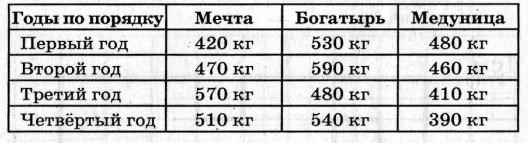 Годы по порядку Мечта Богатырь Медуница
Первый год 420 кг 530 кг 480 кг
Второй год 470 кг 590 кг 460 кг
Третий год 570 кг 480 кг 410 кг
Четвёртый год 510 кг 540 кг 390 кг